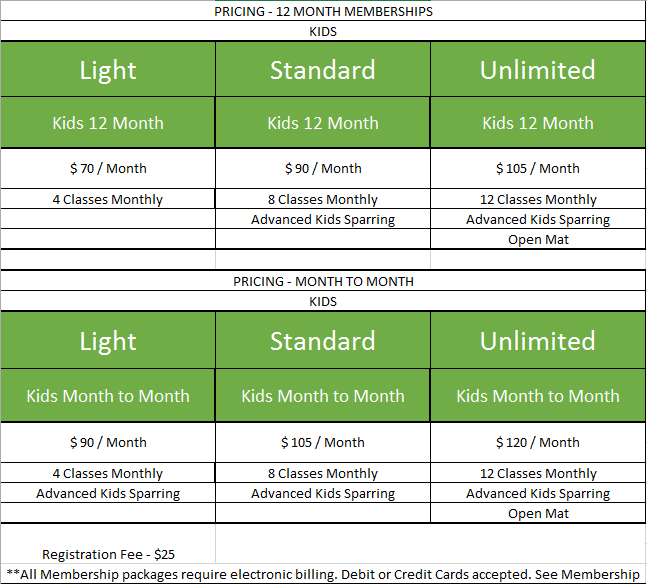 PRICING - 12 MONTH MEMBERSHIPS
KIDS
Light Standard Unlimited
Kids 12 Month Kids 12 Month Kids 12 Month
$ 70 / Month $ 90 / Month $ 105 / Month
4 Classes Monthly 8 Classes Monthly 12 Classes Monthly
Advanced Kids Sparring Advanced Kids Sparring
Open Mat
PRICING - MONTH TO MONTH
KIDS
Light Standard Unlimited
Kids Month to Month Kids Month to Month Kids Month to Month
$ 90 / Month $ 105 / Month $ 120 / Month
4 Classes Monthly 8 Classes Monthly 12 Classes Monthly
Advanced Kids Sparring Advanced Kids Sparring Advanced Kids Sparring
Open Mat
Registration Fee - $25
**All Membership packages require electronic billing. Debit or Credit Cards accepted. See Membership